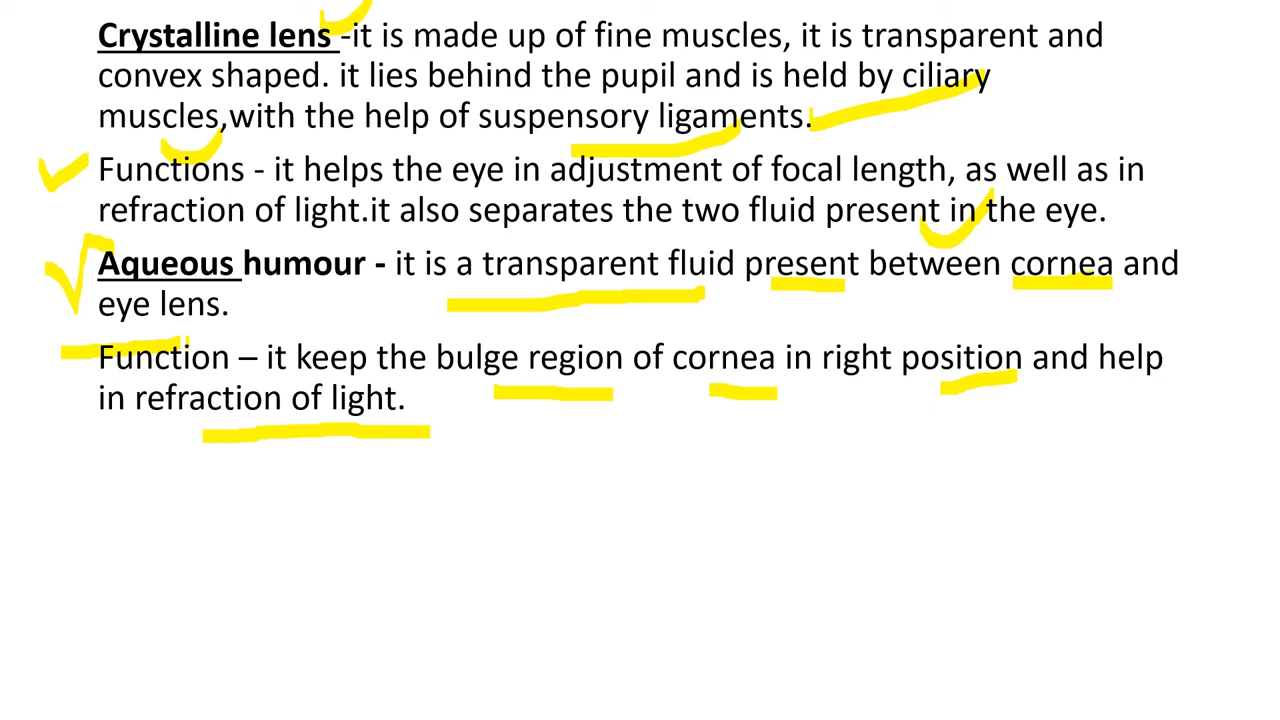 Crystalline lens -it is made up of fine muscles, it is transparent and
convex shaped. it lies behind the pupil and is held by ciliary
muscles,with the help of suspensory ligaments.
Functions - it helps the eye in adjustment of focal length, as well as in
refraction of light.it also separates the two fluid present in the eye.
Aqueous humour - it is a transparent fluid present between cornea and
eye lens.
Function – it keep the bulge region of cornea in right position and help
in refraction of light.